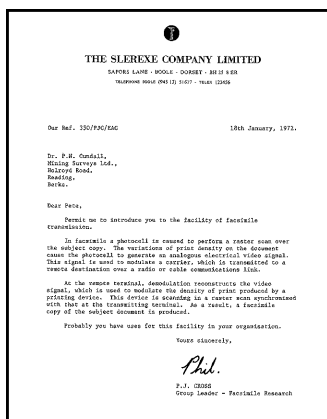 THE SLEREXE COMPANY LIMITED
SAPORS LANE - BOOLE - DORSET - BH 25 8 ER
TELEPHONE BOOLE (945 13) 51617 - TELEX 123456
Our Ref. 350/PJC/EAC
18th January, 1972.
Dr. P.N. Cundall,
Mining Surveys Ltd.,
Holroyd Road,
Reading,
Berks.
Dear Pete,
Permit me to introduce you to the facility of facsimile
transmission.
In facsimile a photocell is caused to perform a raster scan over
the subject copy. The variations of print density on the document
cause the photocell to generate an analogous electrical video signal.
This signal is used to modulate a carrier, which is transmitted to a
remote destination over a radio or cable communications link.
At the remote terminal, demodulation reconstructs the video
signal, which is used to modulate the density of print produced by a
printing device. This device is scanning in a raster scan synchronised
with that at the transmitting terminal. As a result, a facsimile
copy of the subject document is produced.
Probably you have uses for this facility in your organisation.
Yours sincerely,
Phil.
P.J. CROSS
Group Leader - Facsimile Research